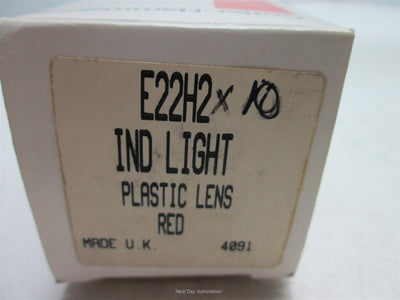 E22H2 x 10
IND LIGHT
PLASTIC LENS
RED
MADE U.K. 4091
Next Day Automation